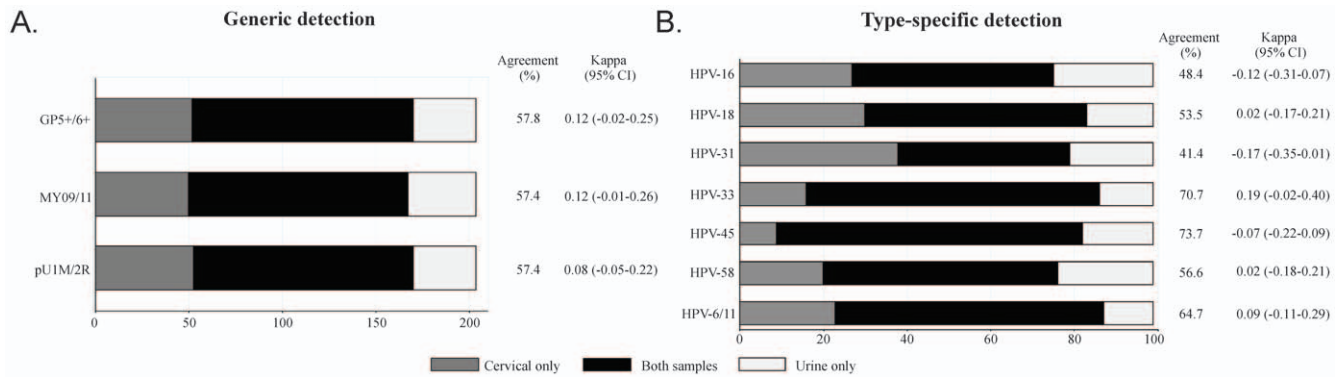 A.
Generic detection
Agreement (%)
Kappa (95% CI)
GP5+/6+ 57.8 0.12 (-0.02-0.25)
MY09/11 57.4 0.12 (-0.01-0.26)
pU1M/2R 57.4 0.08 (-0.05-0.22)
0 50 100 150 200
B.
Type-specific detection
Agreement (%)
Kappa (95% CI)
HPV-16 48.4 -0.12 (-0.31-0.07)
HPV-18 53.5 0.02 (-0.17-0.21)
HPV-31 41.4 -0.17 (-0.35-0.01)
HPV-33 70.7 0.19 (-0.02-0.40)
HPV-45 73.7 -0.07 (-0.22-0.09)
HPV-58 56.6 0.02 (-0.18-0.21)
HPV-6/11 64.7 0.09 (-0.11-0.29)
0 20 40 60 80 100
Cervical only Both samples Urine only